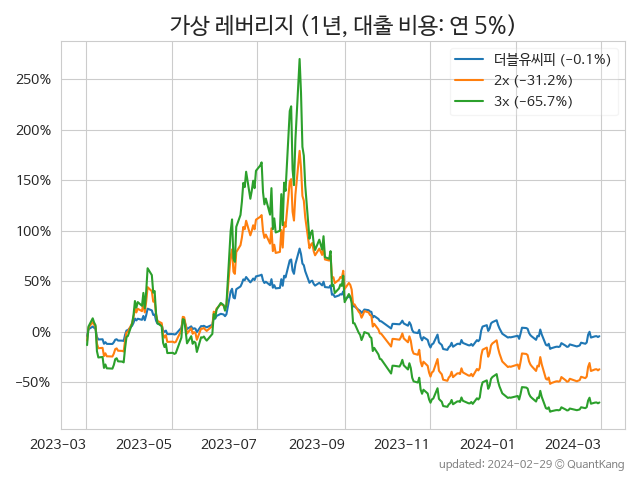 가상 레버리지 (1년, 대출 비용: 연 5%)
더블유씨피 (-0.1%)
2x (-31.2%)
3x (-65.7%)
250%
200%
150%
100%
50%
0%
-50%
2023-03 2023-05 2023-07 2023-09 2023-11 2024-01 2024-03
updated: 2024-02-29 © QuantKang